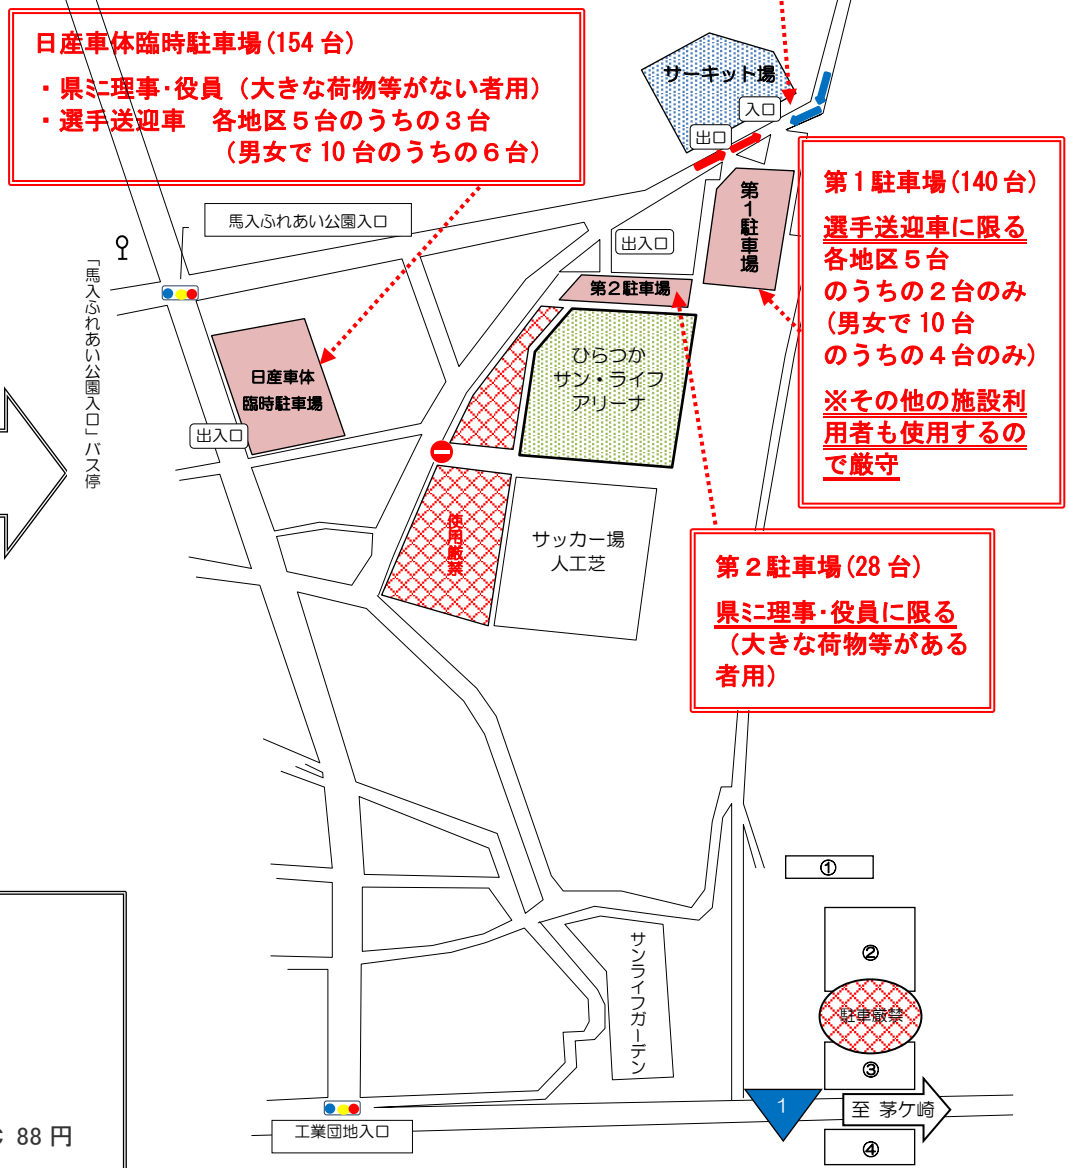 日産車体臨時駐車場(154 台)
・県ミニ理事・役員（大きな荷物等がない者用）
・選手送迎車　各地区５台のうちの３台
（男女で 10 台のうちの６台）
サーキット場
入口
出口
第１駐車場(140 台)
選手送迎車に限る
各地区５台
のうちの２台のみ
（男女で 10 台
のうちの４台のみ）
※その他の施設利
用者も使用するの
で厳守
第１駐車場
馬入ふれあい公園入口
出入口
「馬入ふれあい公園入口」バス停
第２駐車場
ひらつか
サン・ライフ
アリーナ
日産車体
臨時駐車場
出入口
使用厳禁
サッカー場
人工芝
第２駐車場(28 台)
県ミニ理事・役員に限る
（大きな荷物等がある
者用）
①
②
駐車厳禁
③
サンライフガーデン
1
至 茅ケ崎
工業団地入口
④
88 円